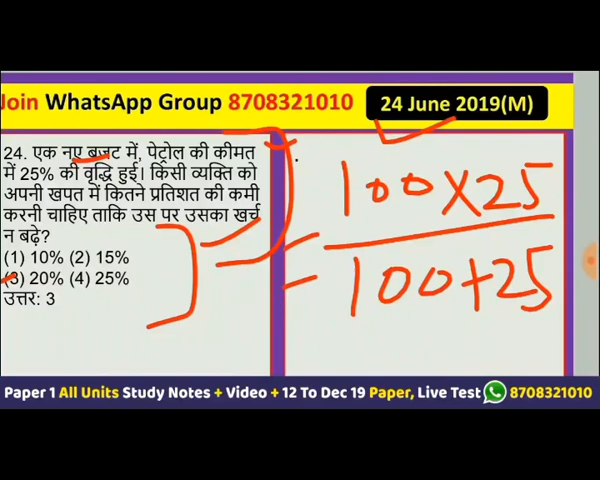 Join WhatsApp Group 8708321010
24 June 2019(M)
24. एक नए बजट में, पेट्रोल की कीमत
में 25% की वृद्धि हुई। किसी व्यक्ति को
अपनी खपत में कितने प्रतिशत की कमी
करनी चाहिए ताकि उस पर उसका खर्च
न बढ़े?
(1) 10% (2) 15%
(3) 20% (4) 25%
उत्तर: 3
100×25
= 100+25
Paper 1 All Units Study Notes + Video + 12 To Dec 19 Paper, Live Test 8708321010